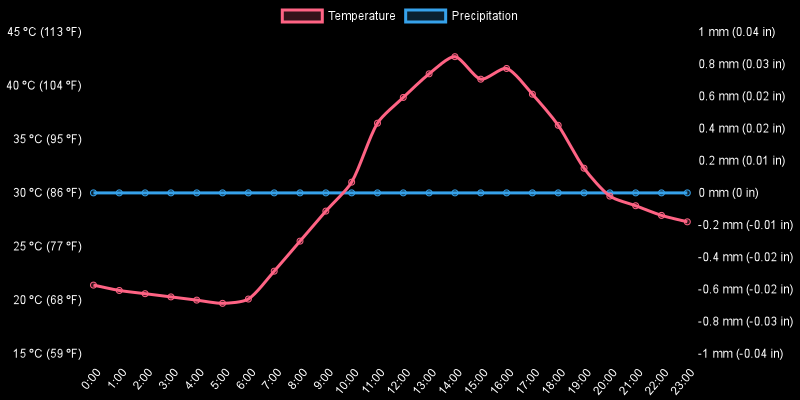 Temperature Precipitation
45 °C (113 °F)
40 °C (104 °F)
35 °C (95 °F)
30 °C (86 °F)
25 °C (77 °F)
20 °C (68 °F)
15 °C (59 °F)
1 mm (0.04 in)
0.8 mm (0.03 in)
0.6 mm (0.02 in)
0.4 mm (0.02 in)
0.2 mm (0.01 in)
0 mm (0 in)
-0.2 mm (-0.01 in)
-0.4 mm (-0.02 in)
-0.6 mm (-0.02 in)
-0.8 mm (-0.03 in)
-1 mm (-0.04 in)
0:00 1:00 2:00 3:00 4:00 5:00 6:00 7:00 8:00 9:00 10:00 11:00 12:00 13:00 14:00 15:00 16:00 17:00 18:00 19:00 20:00 21:00 22:00 23:00